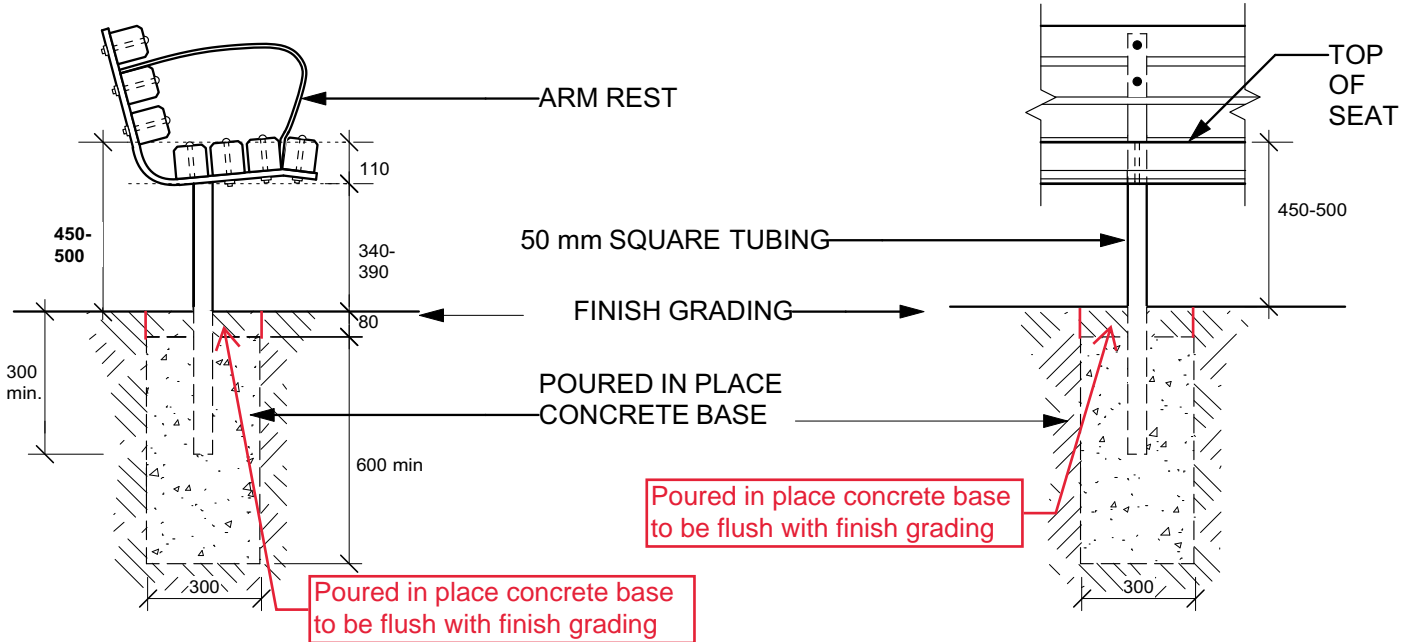 ARM REST
TOP
OF
SEAT
110
450-
500
450-500
340-
390
50 mm SQUARE TUBING
FINISH GRADING
80
300
min.
POURED IN PLACE
CONCRETE BASE
600 min
Poured in place concrete base
to be flush with finish grading
300
Poured in place concrete base
to be flush with finish grading
300